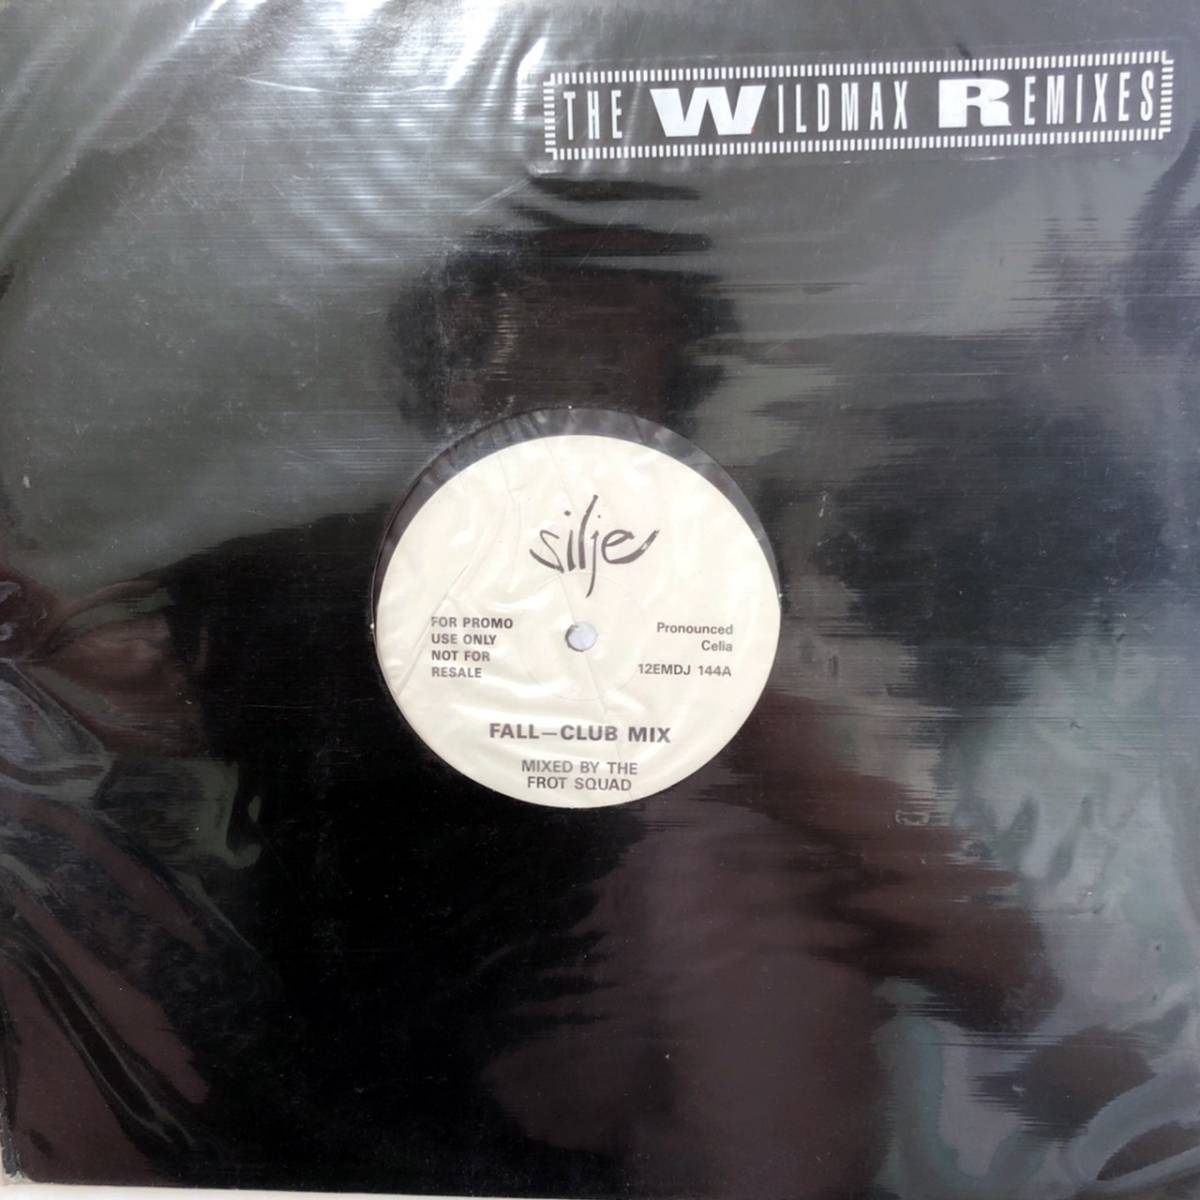 THE WILDMAX REMIXES
silje
FOR PROMO
USE ONLY
NOT FOR
RESALE
Pronounced
Celia
12EMDJ 144A
FALL—CLUB MIX
MIXED BY THE
FROT SQUAD